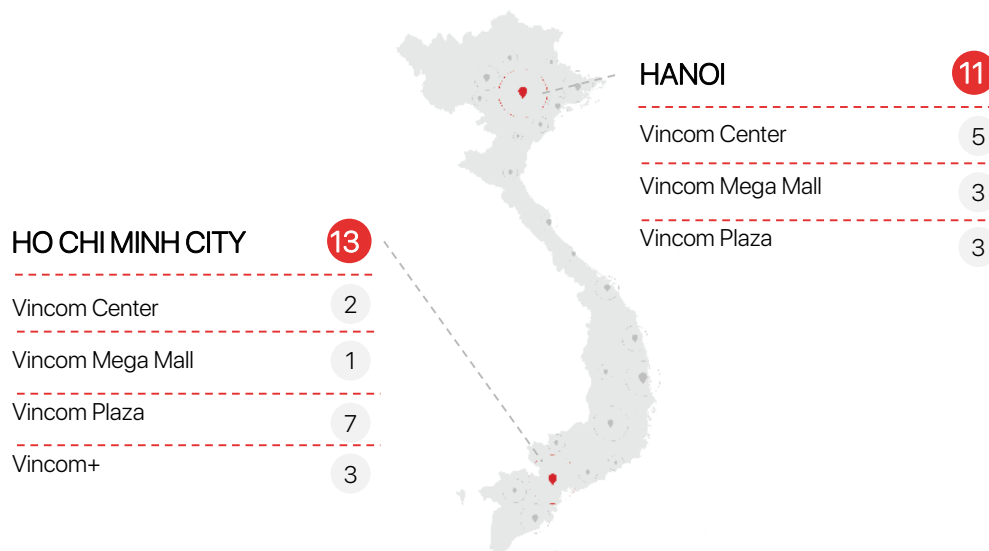 HANOI 11
Vincom Center 5
Vincom Mega Mall 3
Vincom Plaza 3
HO CHI MINH CITY 13
Vincom Center 2
Vincom Mega Mall 1
Vincom Plaza 7
Vincom+ 3